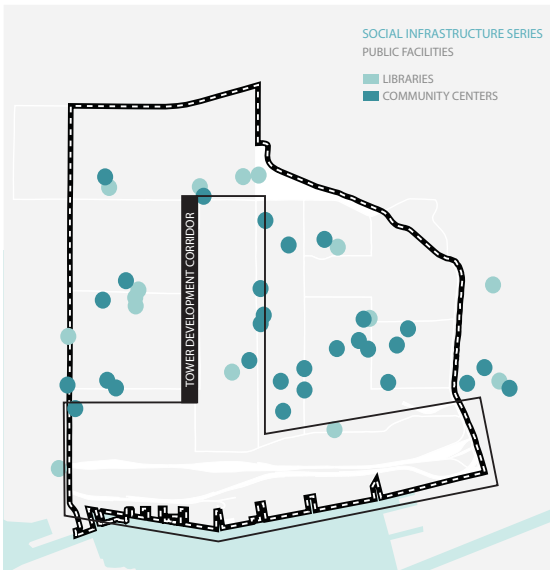 SOCIAL INFRASTRUCTURE SERIES
PUBLIC FACILITIES
LIBRARIES
COMMUNITY CENTERS
TOWER DEVELOPMENT CORRIDOR